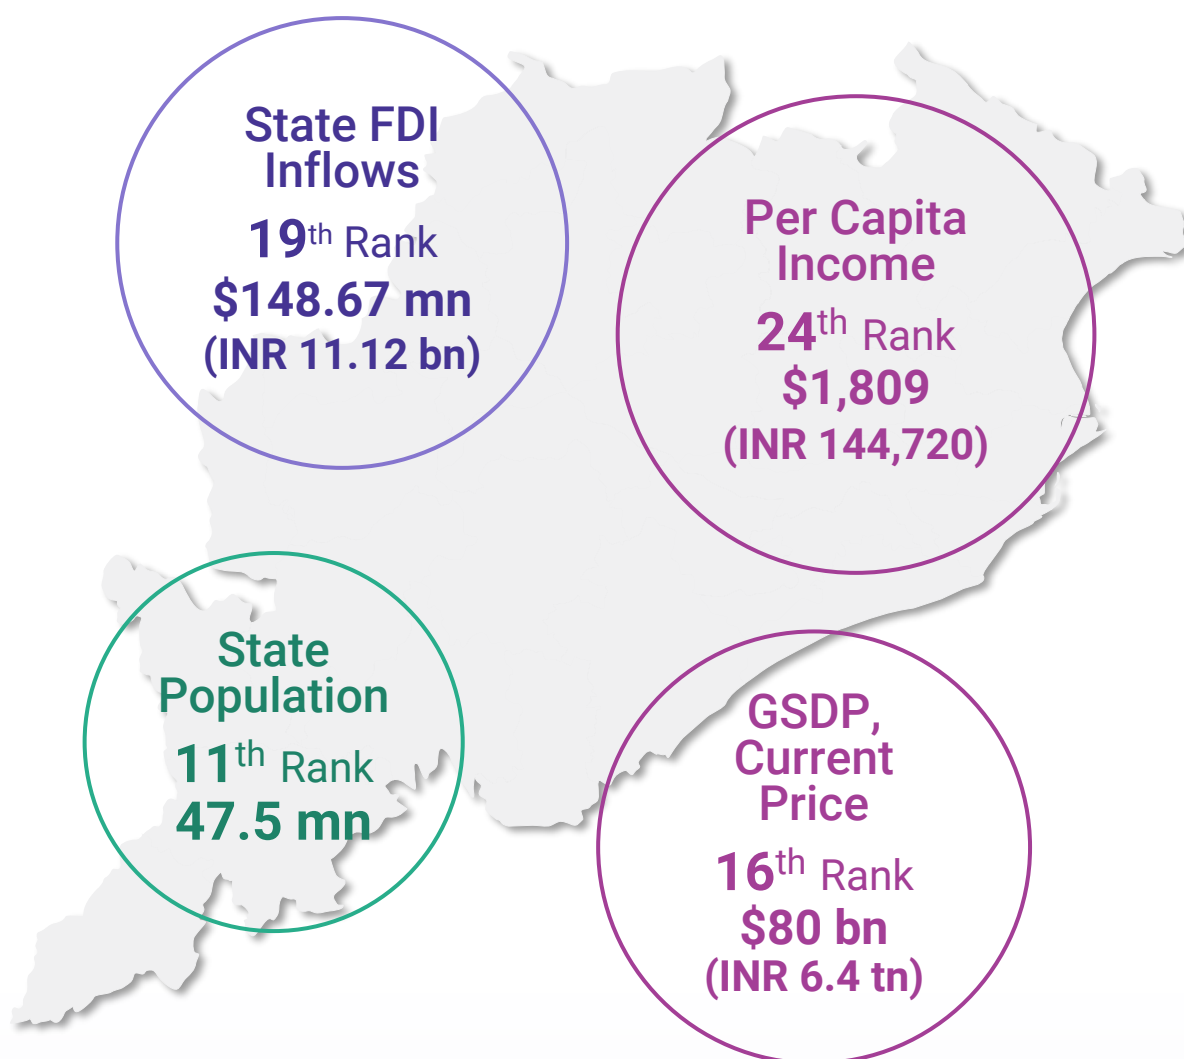 State FDI
Inflows
19th Rank
$148.67 mn
(INR 11.12 bn)
Per Capita
Income
24th Rank
$1,809
(INR 144,720)
State
Population
11th Rank
47.5 mn
GSDP,
Current
Price
16th Rank
$80 bn
(INR 6.4 tn)